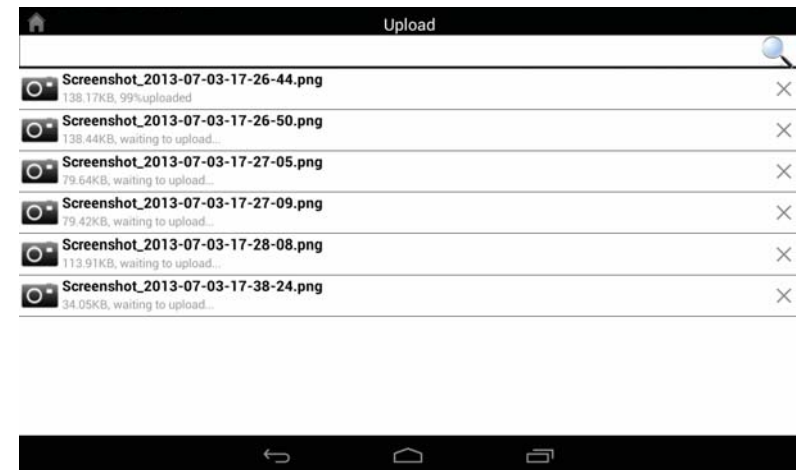 Upload
Screenshot_2013-07-03-17-26-44.png
138.17KB, 99%uploaded
Screenshot_2013-07-03-17-26-50.png
138.44KB, waiting to upload...
Screenshot_2013-07-03-17-27-05.png
79.64KB, waiting to upload...
Screenshot_2013-07-03-17-27-09.png
79.42KB, waiting to upload...
Screenshot_2013-07-03-17-28-08.png
113.91KB, waiting to upload...
Screenshot_2013-07-03-17-38-24.png
34.05KB, waiting to upload...